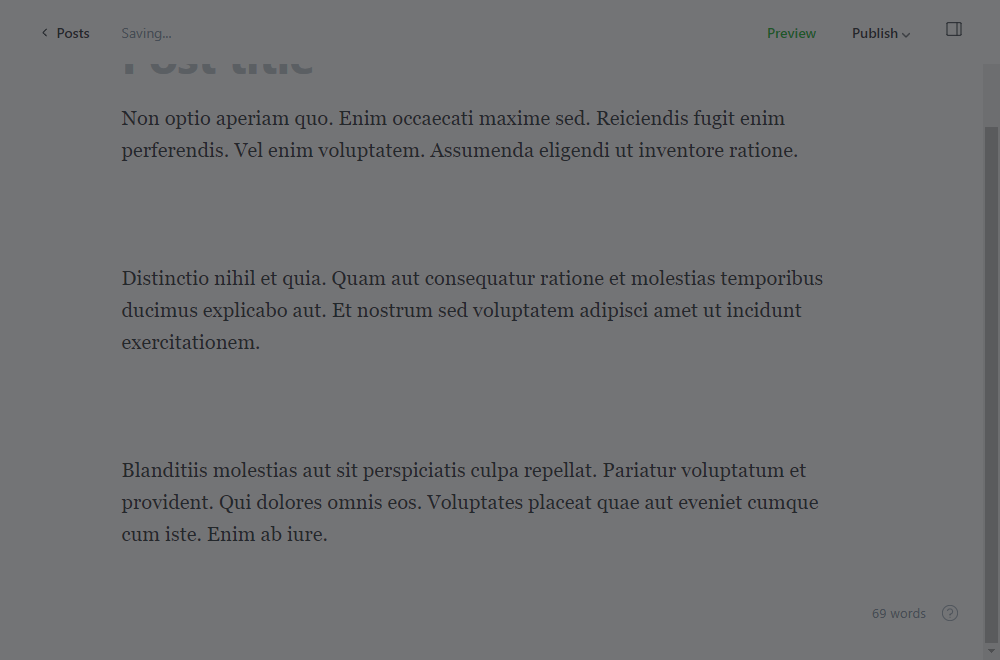 Posts
Saving...
Preview
Publish
Post title
Non optio aperiam quo. Enim occaecati maxime sed. Reiciendis fugit enim
perferendis. Vel enim voluptatem. Assumenda eligendi ut inventore ratione.
Distinctio nihil et quia. Quam aut consequatur ratione et molestias temporibus
ducimus explicabo aut. Et nostrum sed voluptatem adipisci amet ut incidunt
exercitationem.
Blanditiis molestias aut sit perspiciatis culpa repellat. Pariatur voluptatum et
provident. Qui dolores omnis eos. Voluptates placeat quae aut eveniet cumque
cum iste. Enim ab iure.
69 words
?